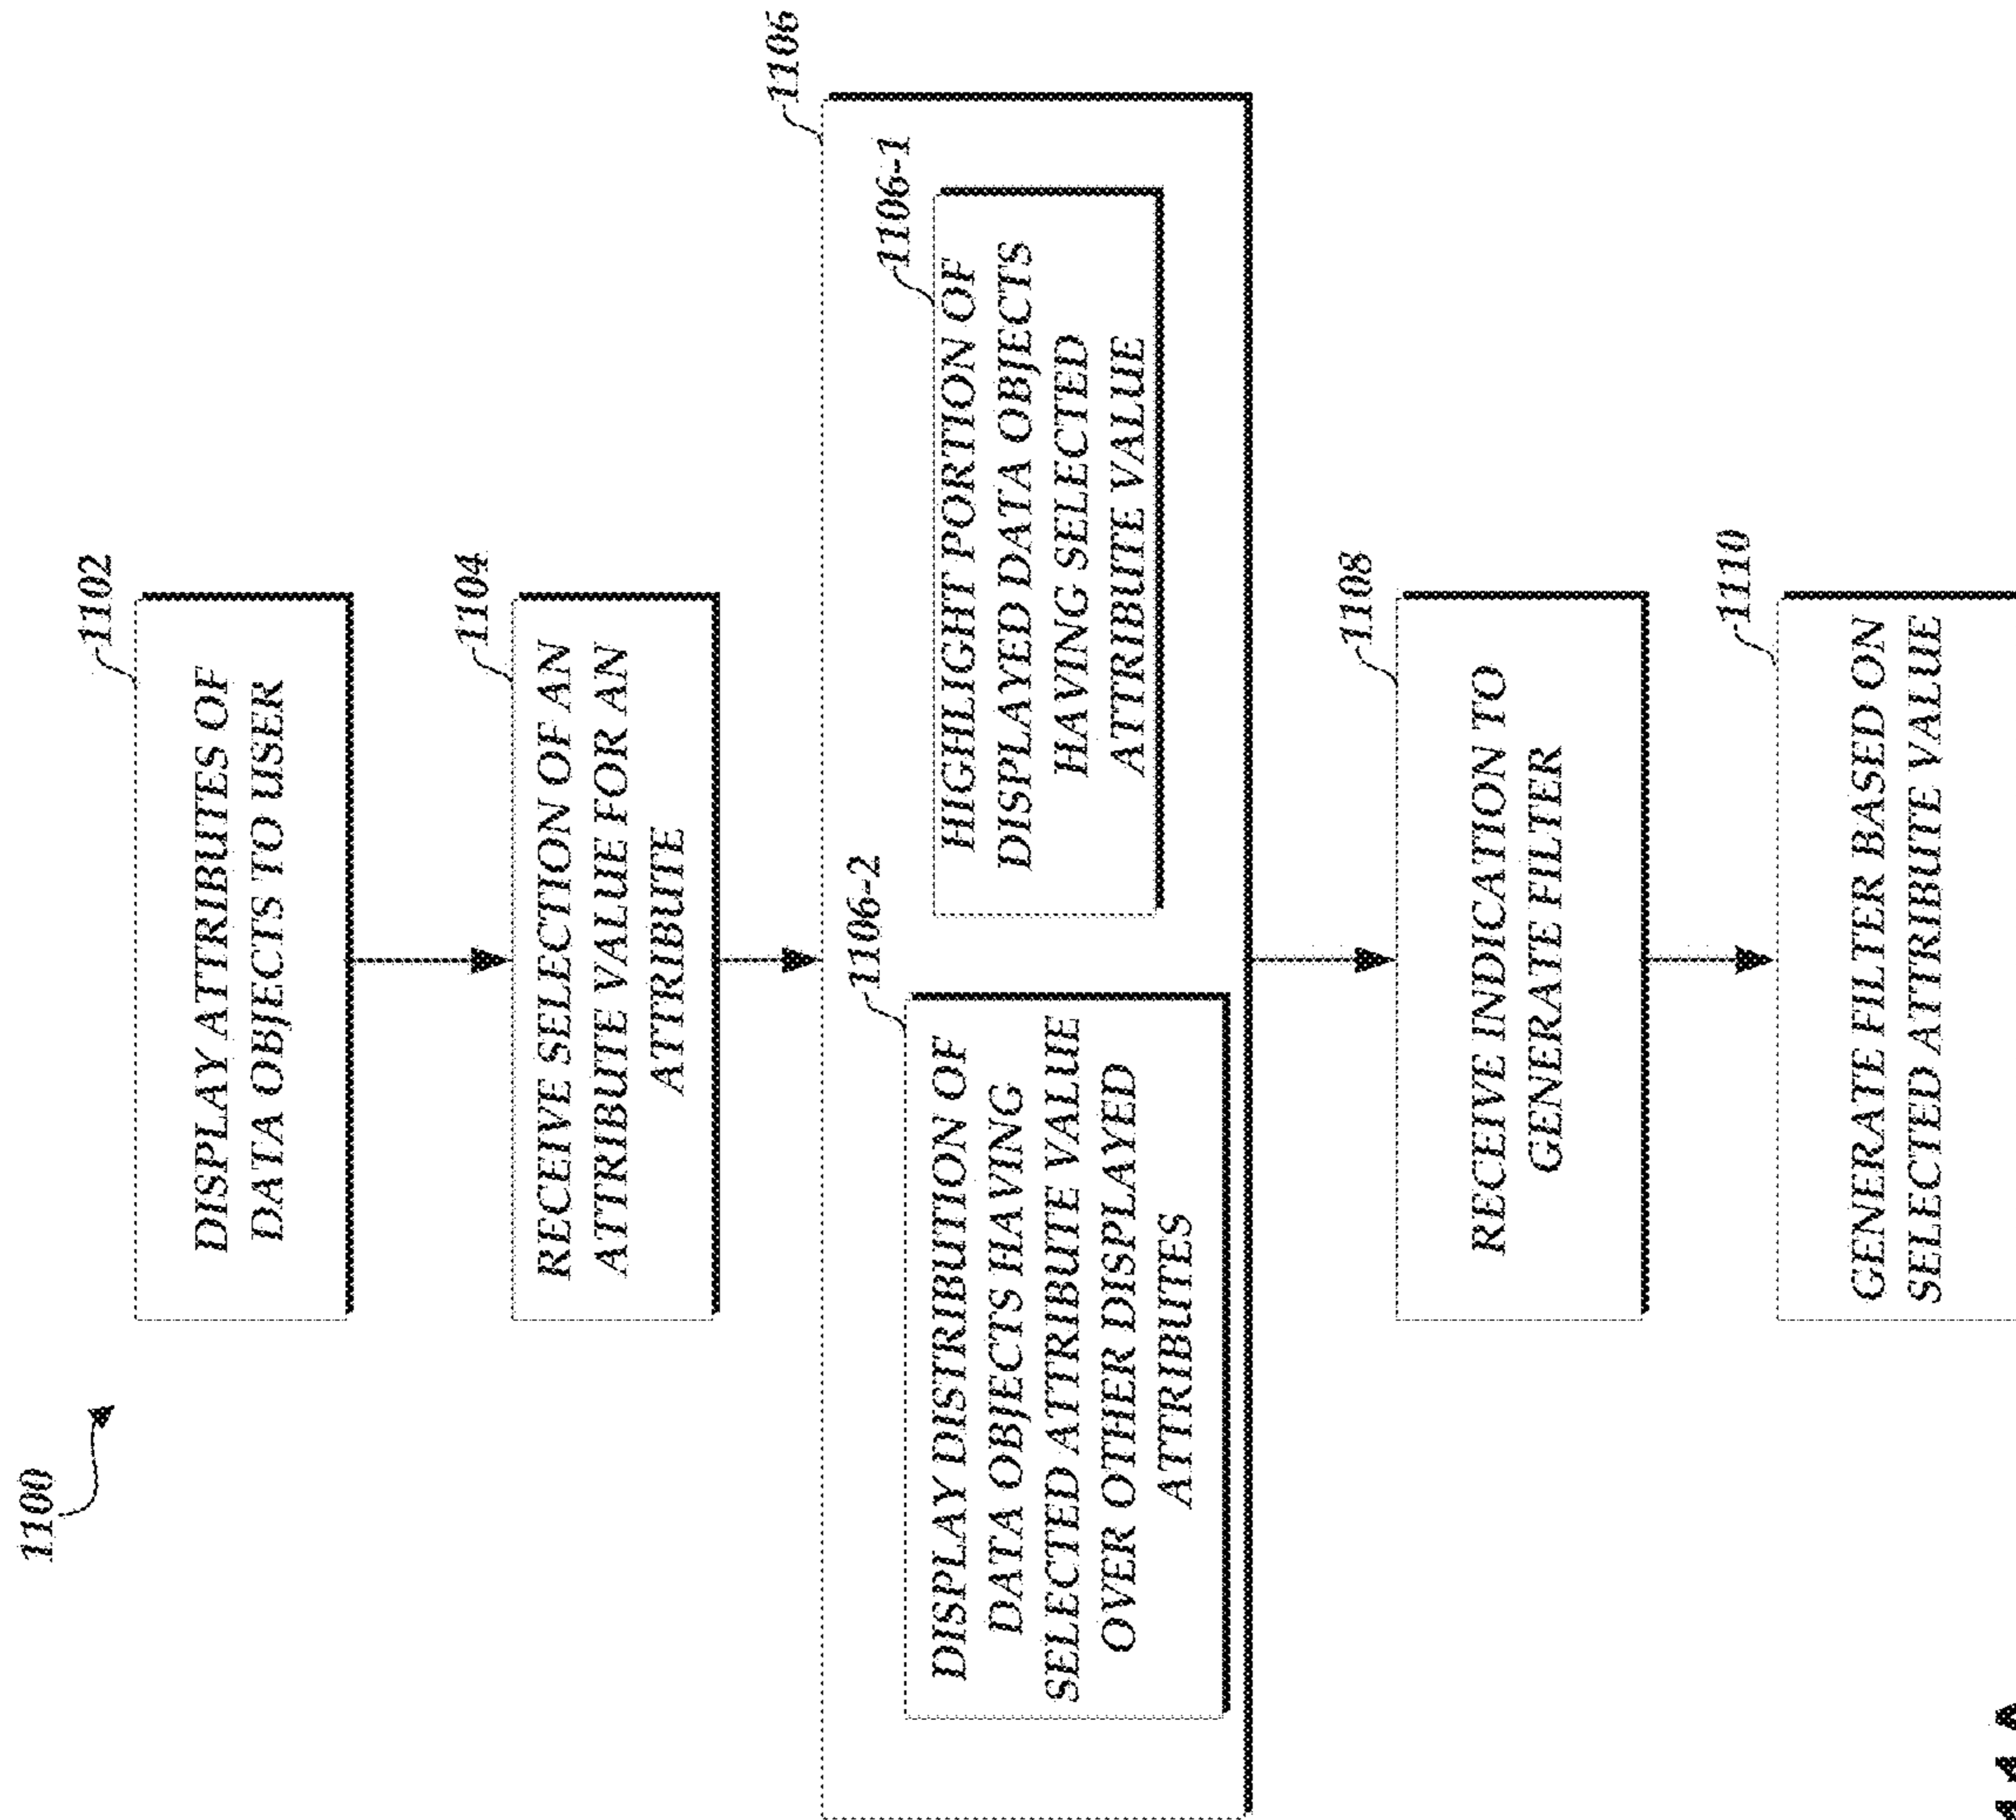 1100
1102
DISPLAY ATTRIBUTES OF
DATA OBJECTS TO USER
1104
RECEIVE SELECTION OF AN
ATTRIBUTE VALUE FOR AN
ATTRIBUTE
1106
1106-2
DISPLAY DISTRIBUTION OF
DATA OBJECTS HAVING
SELECTED ATTRIBUTE VALUE
OVER OTHER DISPLAYED
ATTRIBUTES
1106-1
HIGHLIGHT PORTION OF
DISPLAYED DATA OBJECTS
HAVING SELECTED
ATTRIBUTE VALUE
1108
RECEIVE INDICATION TO
GENERATE FILTER
1110
GENERATE FILTER BASED ON
SELECTED ATTRIBUTE VALUE